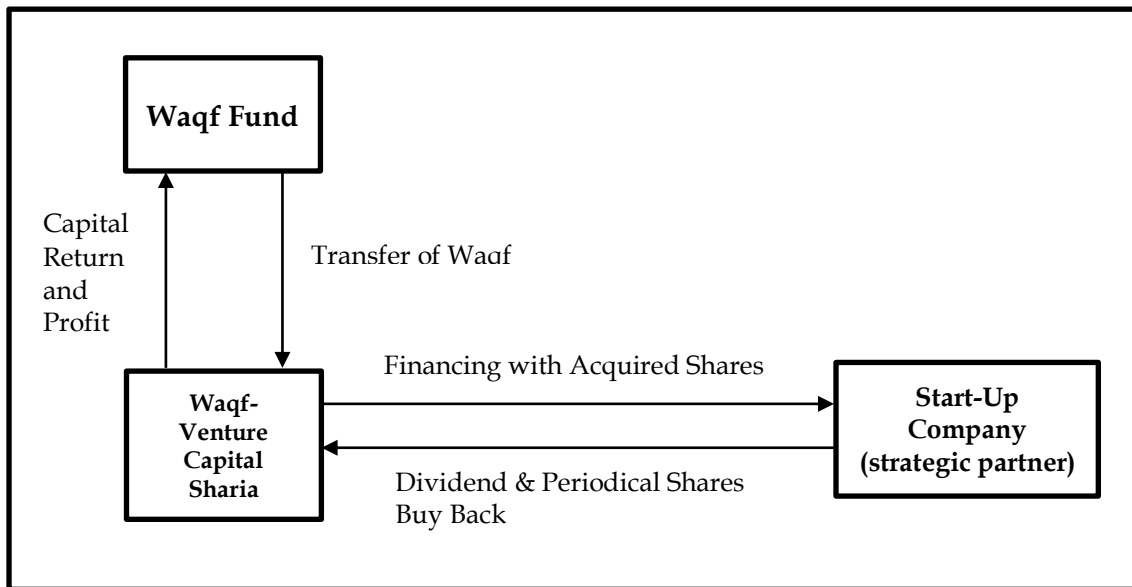 Waqf Fund
Capital
Return
and
Profit
Transfer of Waqf
Financing with Acquired Shares
Waqf-
Venture
Capital
Sharia
Start-Up
Company
(strategic partner)
Dividend & Periodical Shares
Buy Back